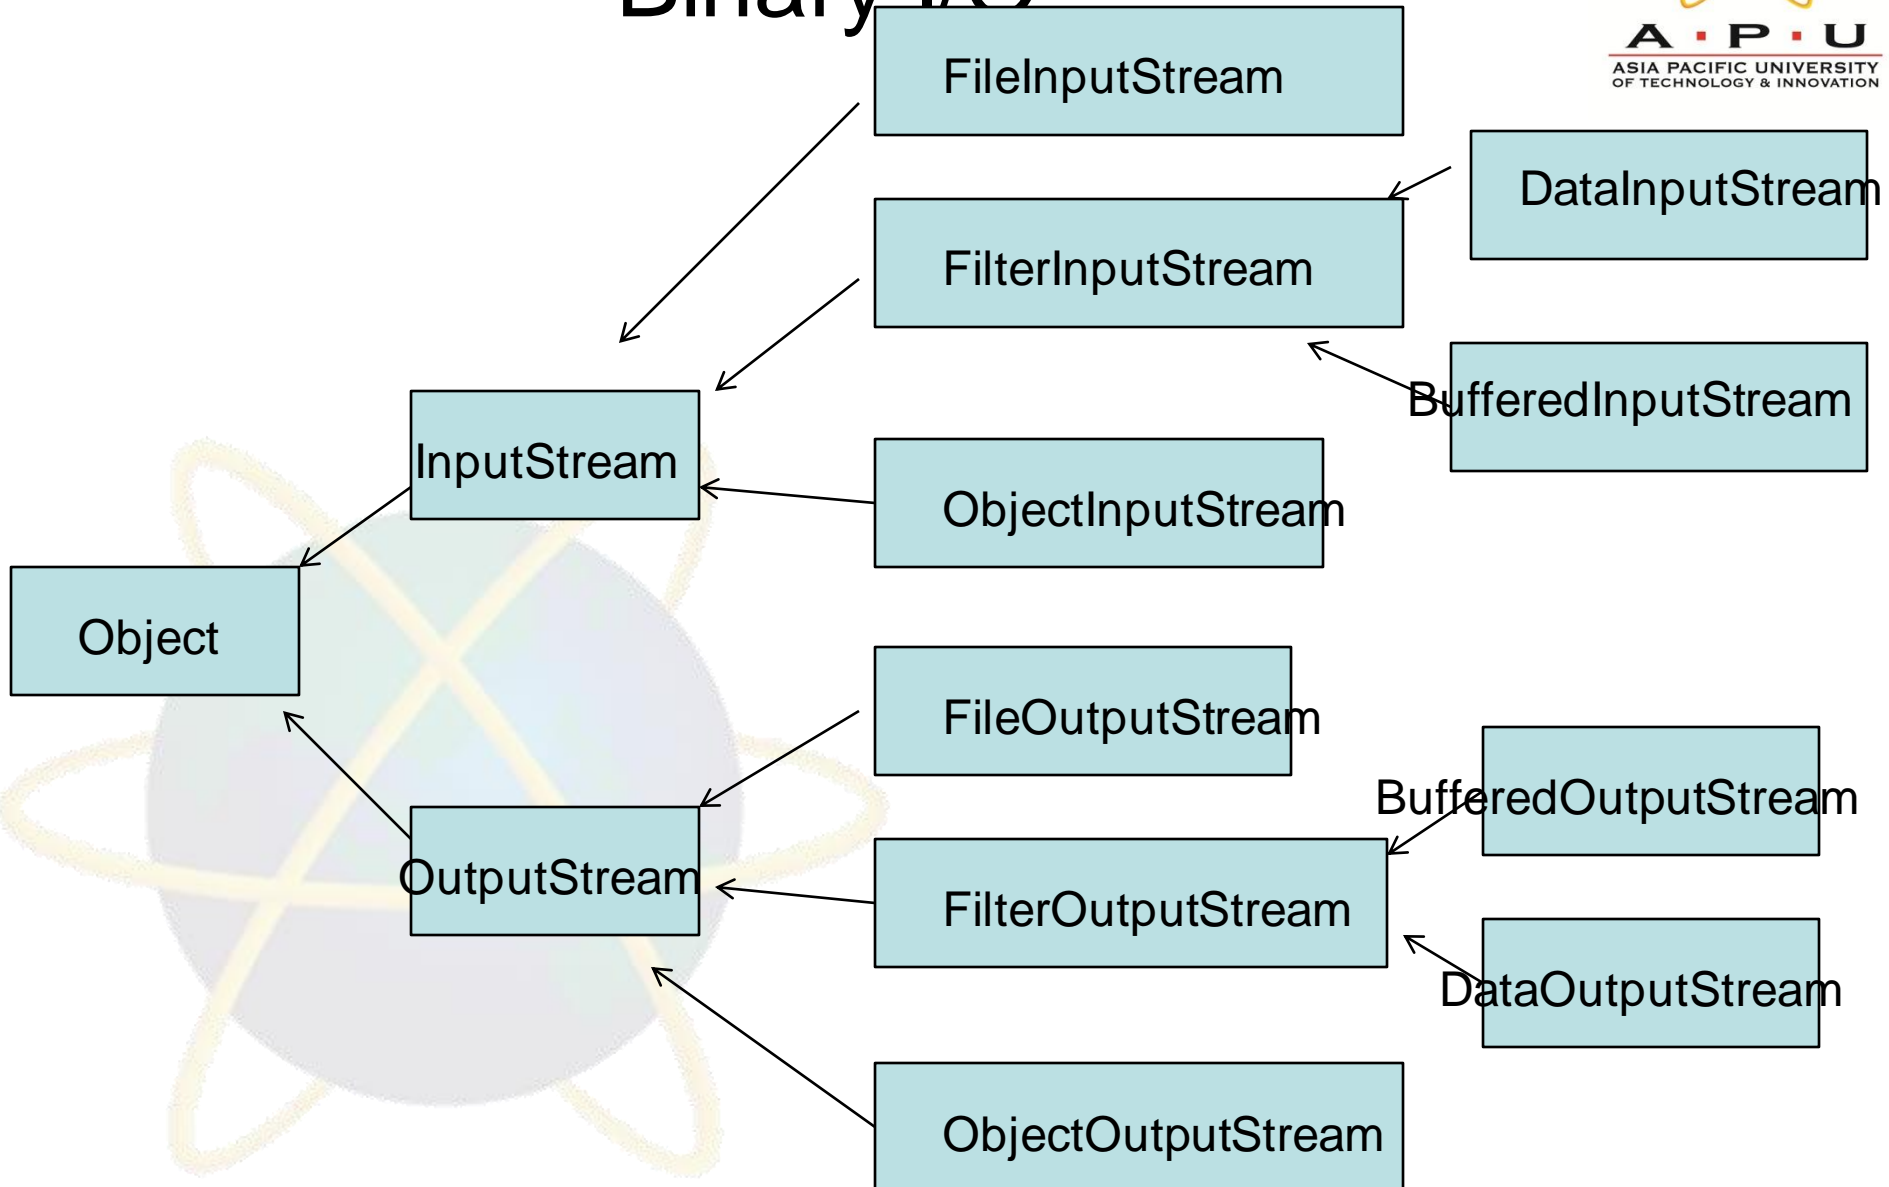 Binary I/O
A·P·U
ASIA PACIFIC UNIVERSITY
OF TECHNOLOGY & INNOVATION
FileInputStream
DataInputStream
FilterInputStream
BufferedInputStream
InputStream
ObjectInputStream
Object
FileOutputStream
BufferedOutputStream
OutputStream
FilterOutputStream
DataOutputStream
ObjectOutputStream